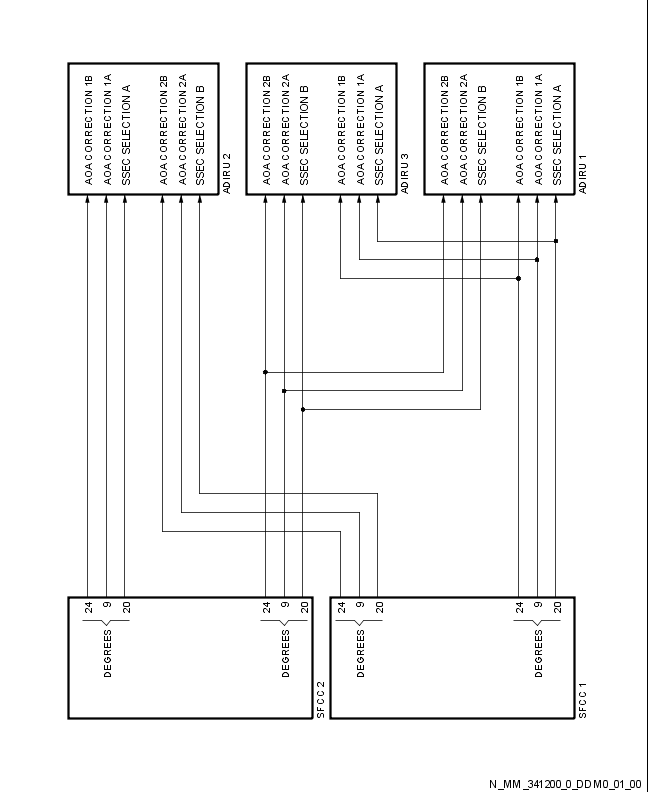 AOA CORRECTION 1B
AOA CORRECTION 1A
SSEC SELECTION A
AOA CORRECTION 2B
AOA CORRECTION 2A
SSEC SELECTION B
ADIRU 2
AOA CORRECTION 2B
AOA CORRECTION 2A
SSEC SELECTION B
AOA CORRECTION 1B
AOA CORRECTION 1A
SSEC SELECTION A
ADIRU 3
AOA CORRECTION 2B
AOA CORRECTION 2A
SSEC SELECTION B
AOA CORRECTION 1B
AOA CORRECTION 1A
SSEC SELECTION A
ADIRU 1
24
9
20
DEGREES
24
9
20
DEGREES
SFCC 2
24
9
20
DEGREES
24
9
20
DEGREES
SFCC 1
N_MM_341200_0_DDM0_01_00